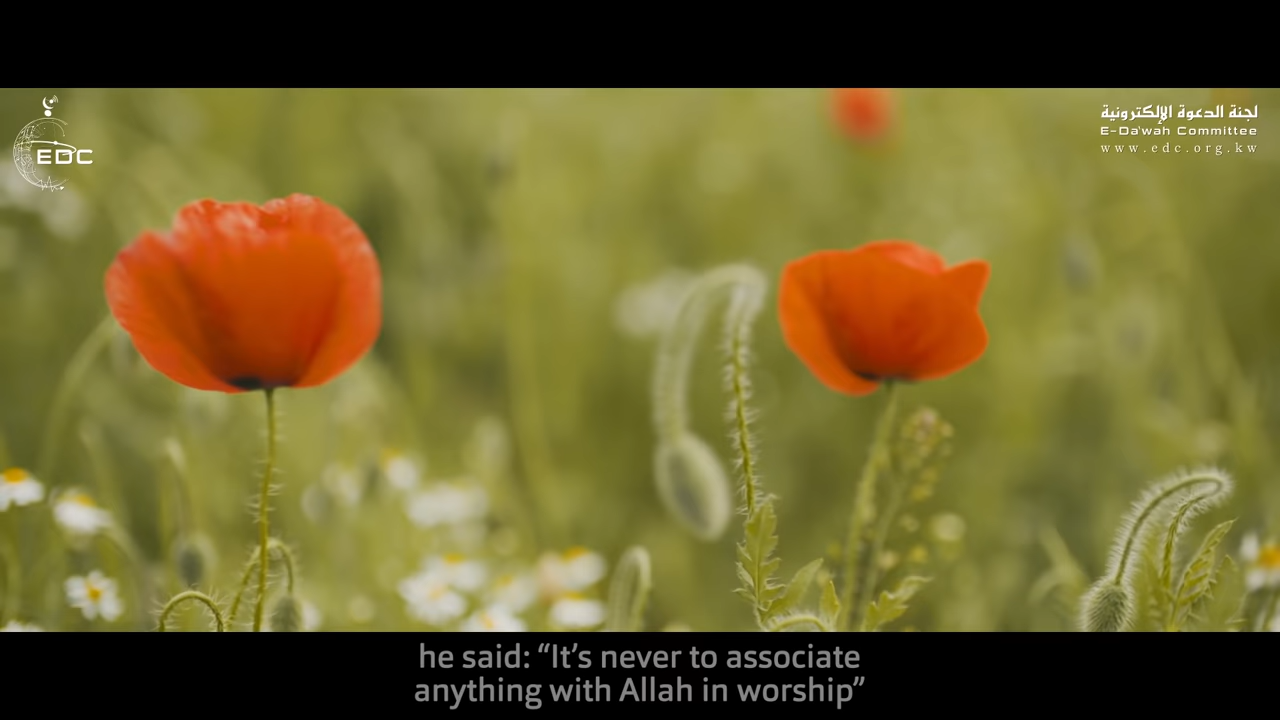 EDC
لجنة الدعوة الإلكترونية
E-Da'wah Committee
www.edc.org.kw
he said: “It’s never to associate
anything with Allah in worship”